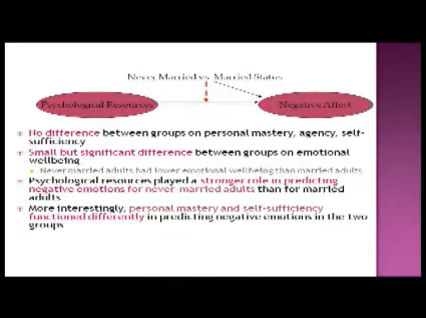 Never Married vs. Married Status
Psychological Resources
Negative Affect
No difference between groups on personal mastery, agency, self-
sufficiency
Small but significant difference between groups on emotional
wellbeing
Never married adults had lower emotional wellbeing than married adults
Psychological resources played a stronger role in predicting
negative emotions for never married adults than for married
adults
More interestingly, personal mastery and self-sufficiency
functioned differently in predicting negative emotions in the two
groups